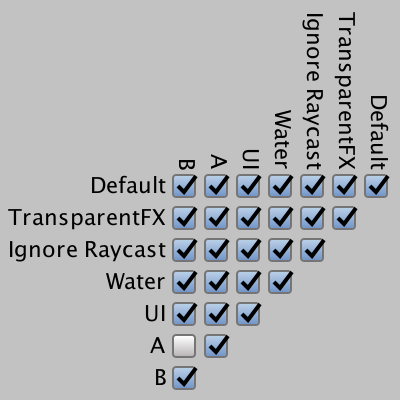 B
A
UI
Water
Ignore Raycast
TransparentFX
Default
Default
TransparentFX
Ignore Raycast
Water
UI
A
B